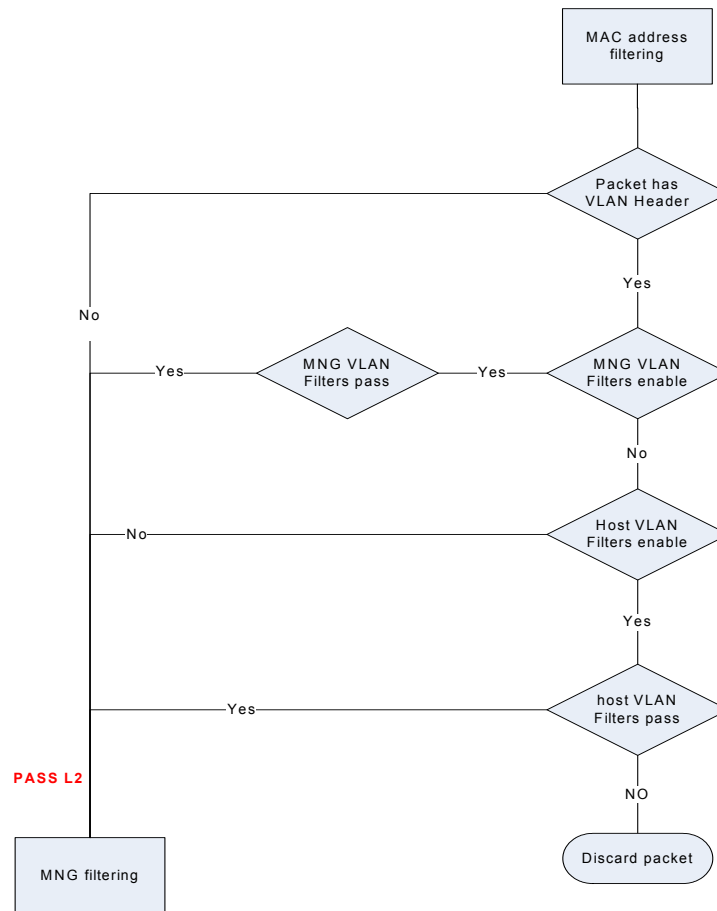 MAC address
filtering
Packet has
VLAN Header
Yes
No
MNG VLAN
Filters pass
Yes
Yes
MNG VLAN
Filters enable
No
Host VLAN
Filters enable
No
Yes
host VLAN
Filters pass
Yes
PASS L2
NO
MNG filtering
Discard packet